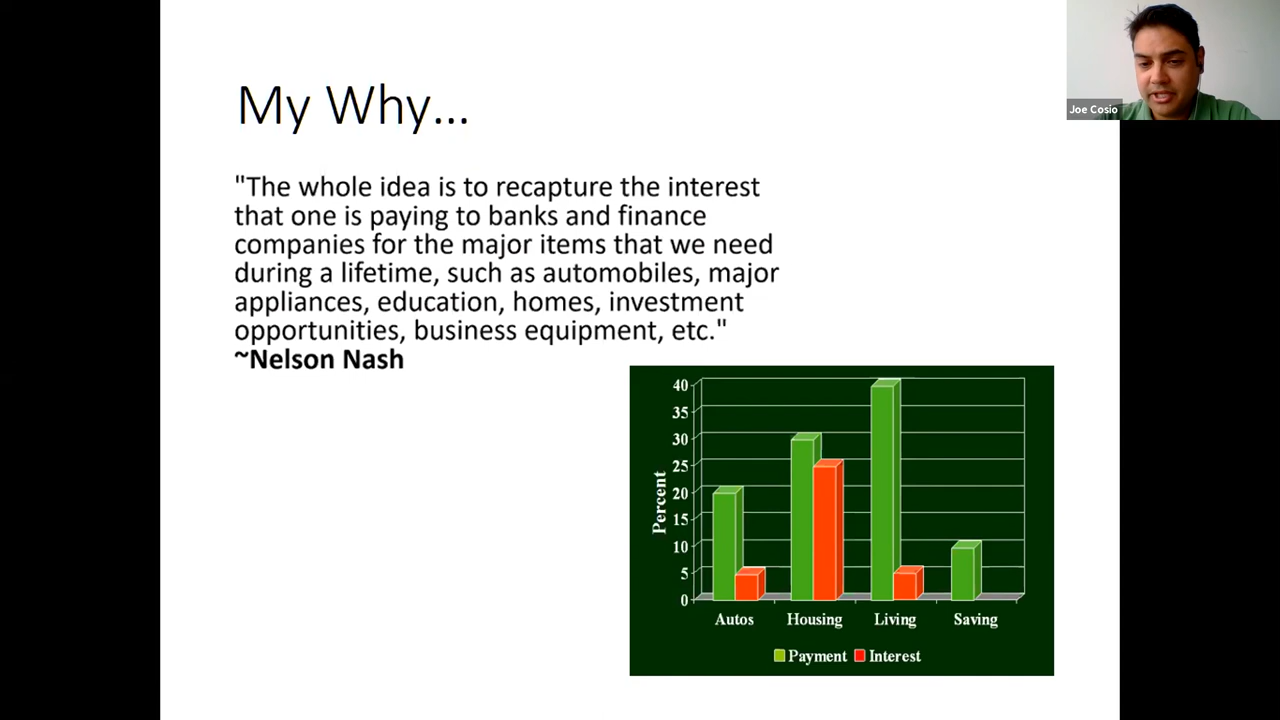 My Why...
Joe Cosio
"The whole idea is to recapture the interest
that one is paying to banks and finance
companies for the major items that we need
during a lifetime, such as automobiles, major
appliances, education, homes, investment
opportunities, business equipment, etc."
~Nelson Nash
Percent
40
35
30
25
20
15
10
5
0
Autos Housing Living Saving
Payment Interest